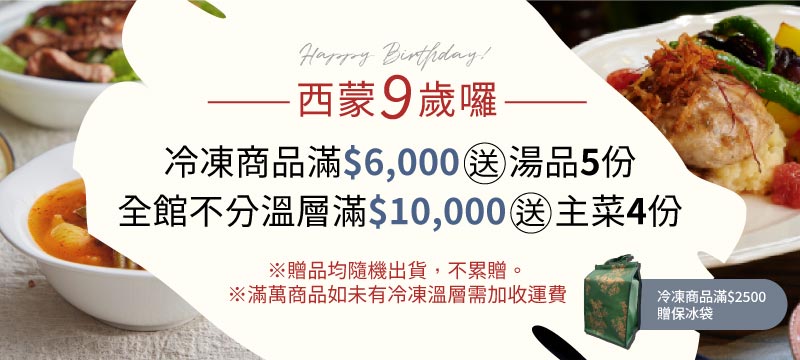 Happy Birthday!
西蒙9歲囉
冷凍商品滿$6,000送湯品5份
全館不分溫層滿$10,000送主菜4份
※贈品均隨機出貨，不累贈。
※滿萬商品如未有冷凍溫層需加收運費
冷凍商品滿$2500
贈保冰袋